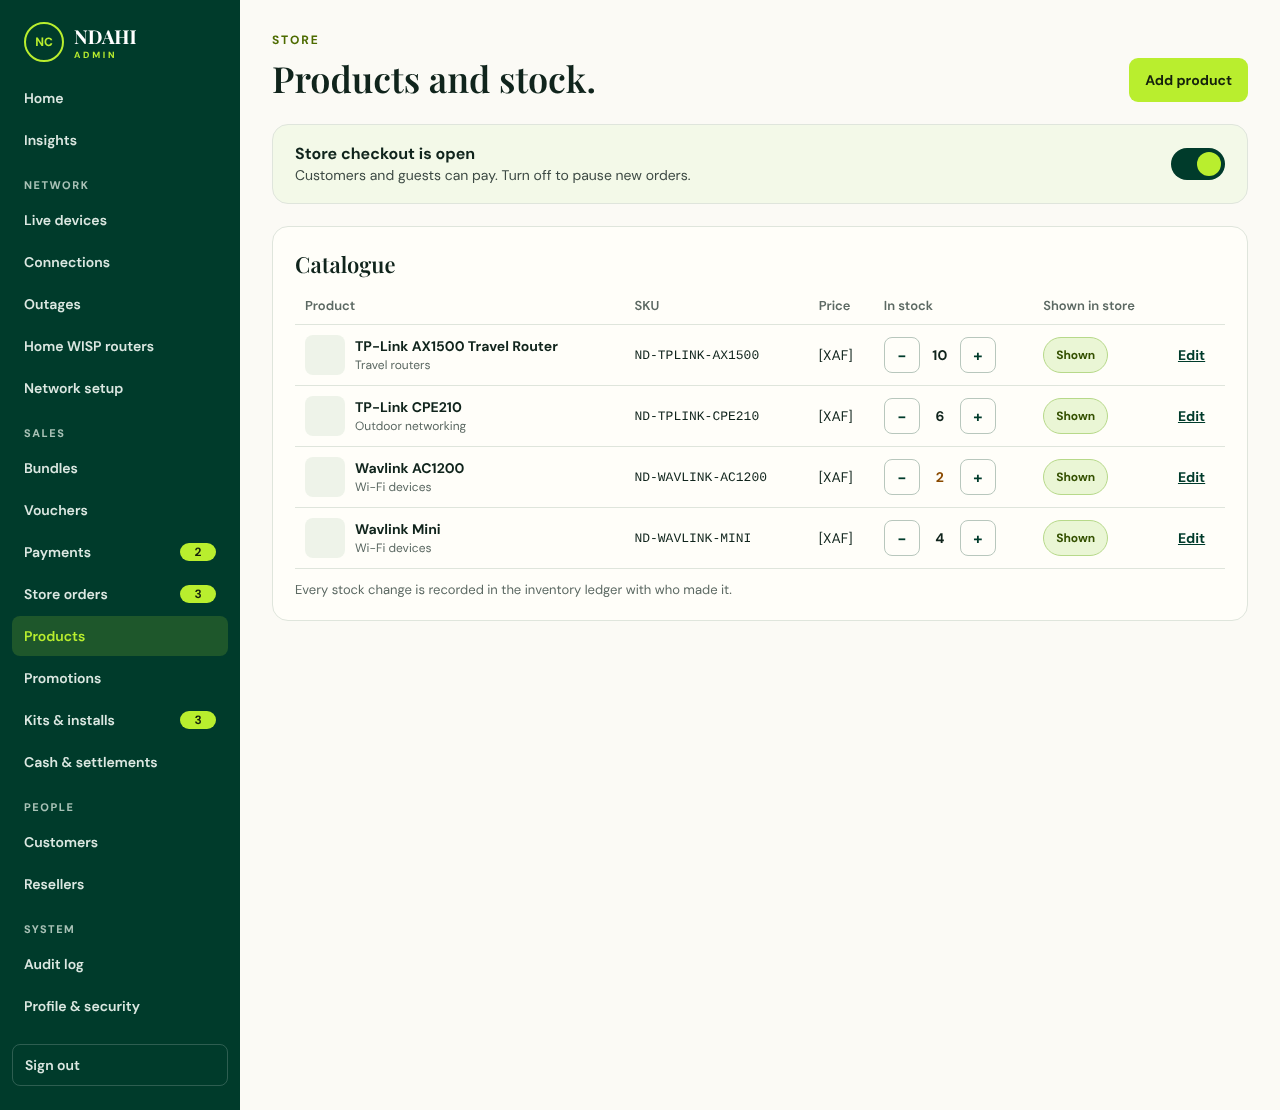 NC
NDAHI
ADMIN
Home
Insights
NETWORK
Live devices
Connections
Outages
Home WISP routers
Network setup
SALES
Bundles
Vouchers
Payments 2
Store orders 3
Products
Promotions
Kits & installs 3
Cash & settlements
PEOPLE
Customers
Resellers
SYSTEM
Audit log
Profile & security
Sign out
STORE
Products and stock.
Add product
Store checkout is open
Customers and guests can pay. Turn off to pause new orders.
Catalogue
Product SKU Price In stock Shown in store
TP-Link AX1500 Travel Router
Travel routers
ND-TPLINK-AX1500 [XAF] − 10 + Shown Edit
TP-Link CPE210
Outdoor networking
ND-TPLINK-CPE210 [XAF] − 6 + Shown Edit
Wavlink AC1200
Wi-Fi devices
ND-WAVLINK-AC1200 [XAF] − 2 + Shown Edit
Wavlink Mini
Wi-Fi devices
ND-WAVLINK-MINI [XAF] − 4 + Shown Edit
Every stock change is recorded in the inventory ledger with who made it.